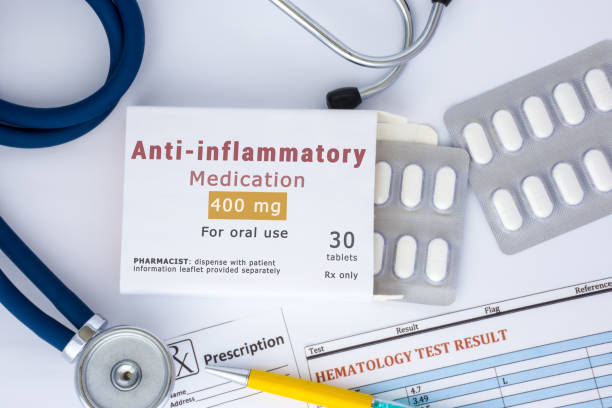 Anti-inflammatory
Medication
400 mg
For oral use
30
tablets
PHARMACIST: dispense with patient
information leaflet provided separately
Rx only
Rx Prescription
Name
Address
Test Result Flag Reference
HEMATOLOGY TEST RESULT
4.7 L
3.49